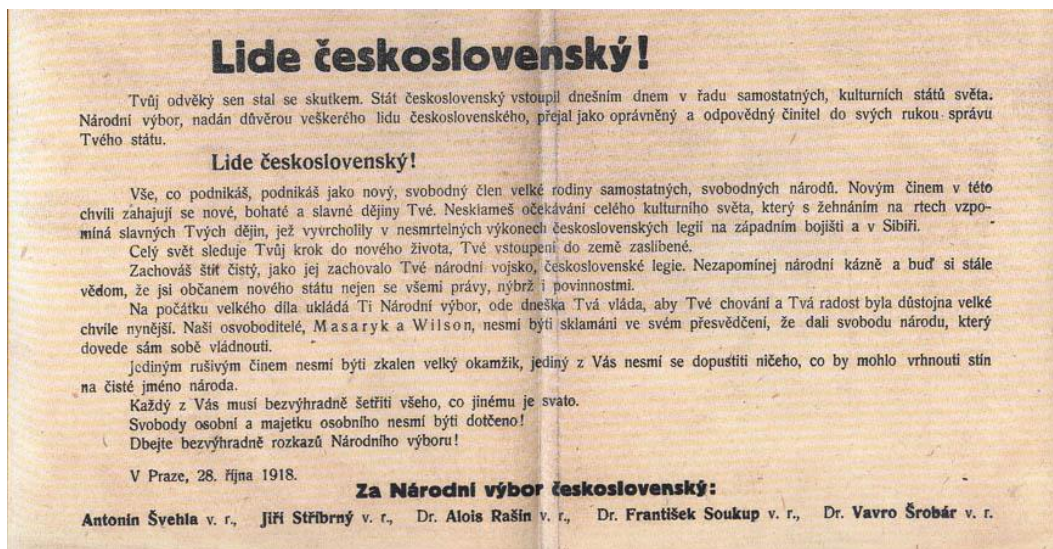 Lide československý!
Tvůj odvěký sen stal se skutkem. Stát československý vstoupil dnešním dnem v řadu samostatných, kulturních států světa.
Národní výbor, nadán důvěrou veškerého lidu československého, přejal jako oprávněný a odpovědný činitel do svých rukou správu
Tvého státu.
Lide československý!
Vše, co podnikáš, podnikáš jako nový, svobodný člen velké rodiny samostatných, svobodných národů. Novým činem v této
chvíli zahajují se nové, bohaté a slavné dějiny Tvé. Nesklameš očekávání celého kulturního světa, který s žehnáním na rtech vzpo-
míná slavných Tvých dějin, jež vyvrcholily v nesmrtelných výkonech československých legií na západním bojišti a v Sibiři.
Celý svět sleduje Tvůj krok do nového života, Tvé vstoupení do země zaslíbené.
Zachováš štít čistý, jako jej zachovalo Tvé národní vojsko, československé legie. Nezapomínej národní kázně a buď si stále
vědom, že jsi občanem nového státu nejen se všemi právy, nýbrž i povinnostmi.
Na počátku velkého díla ukládá Ti Národní výbor, ode dneška Tvá vláda, aby Tvé chování a Tvá radost byla důstojna velké
chvíle nynější. Naši osvoboditelé, Masaryk a Wilson, nesmí býti sklamáni ve svém přesvědčení, že dali svobodu národu, který
dovede sám sobě vládnouti.
Jediným rušivým činem nesmí býti zkalen velký okamžik, jediný z Vás nesmí se dopustiti ničeho, co by mohlo vrhnouti stín
na čisté jméno národa.
Každý z Vás musí bezvýhradně šetřiti všeho, co jinému je svato.
Svobody osobní a majetku osobního nesmí býti dotčeno!
Dbejte bezvýhradně rozkazů Národního výboru!
V Praze, 28. října 1918.
Za Národní výbor československý:
Antonín Švehla v. r., Jiří Stříbrný v. r., Dr. Alois Rašín v. r., Dr. František Soukup v. r., Dr. Vavro Šrobár v. r.